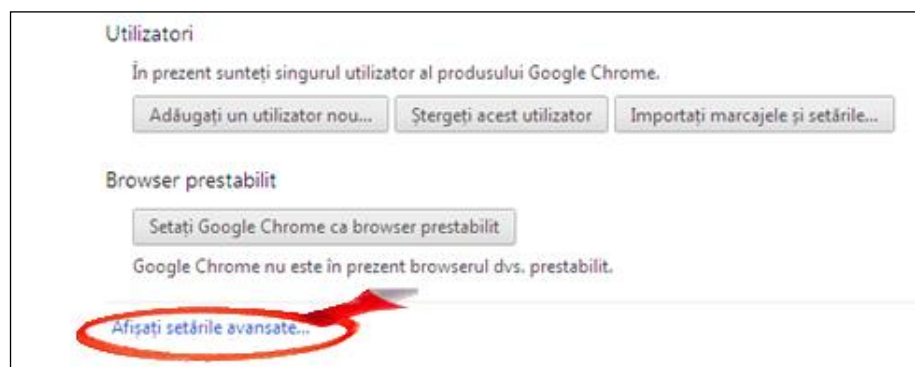 Utilizatori
În prezent sunteți singurul utilizator al produsului Google Chrome.
Adăugați un utilizator nou... Ștergeți acest utilizator Importați marcajele și setările...
Browser prestabilit
Setați Google Chrome ca browser prestabilit
Google Chrome nu este în prezent browserul dvs. prestabilit.
Afișați setările avansate...